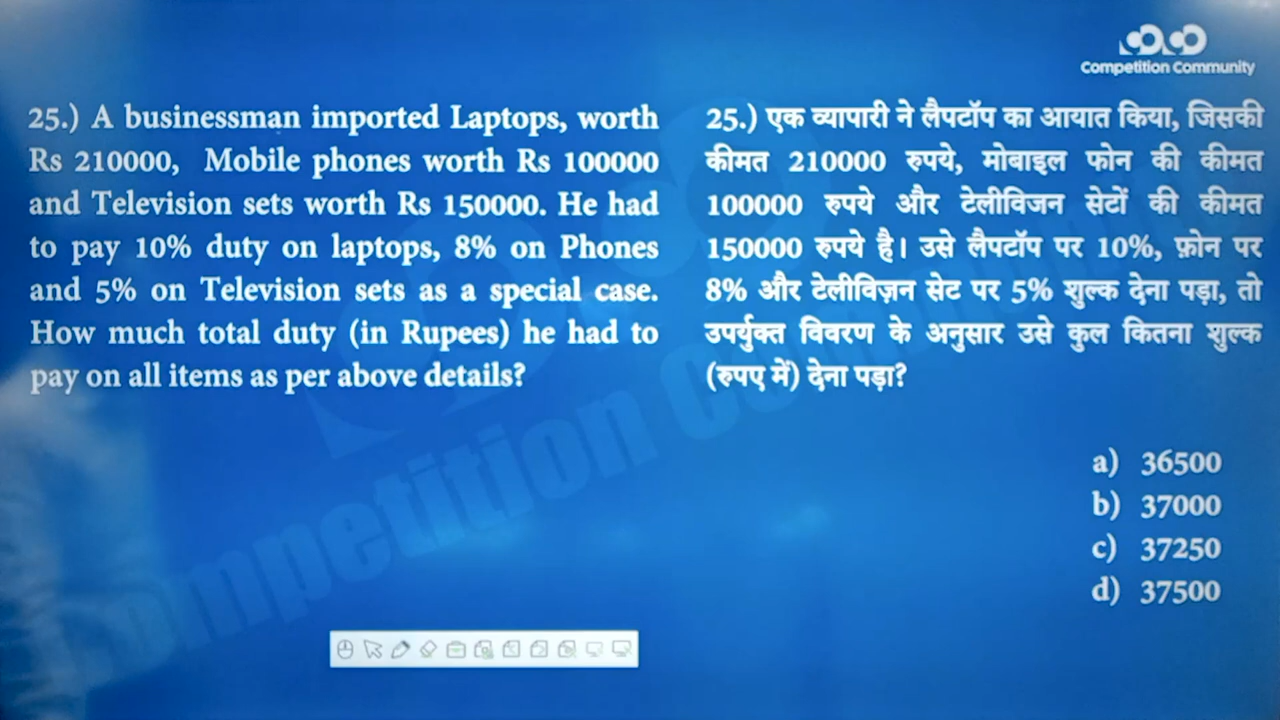 Competition Community
25.) A businessman imported Laptops, worth
Rs 210000, Mobile phones worth Rs 100000
and Television sets worth Rs 150000. He had
to pay 10% duty on laptops, 8% on Phones
and 5% on Television sets as a special case.
How much total duty (in Rupees) he had to
pay on all items as per above details?
25.) एक व्यापारी ने लैपटॉप का आयात किया, जिसकी
कीमत 210000 रुपये, मोबाइल फोन की कीमत
100000 रुपये और टेलीविजन सेटों की कीमत
150000 रुपये है। उसे लैपटॉप पर 10%, फ़ोन पर
8% और टेलीविज़न सेट पर 5% शुल्क देना पड़ा, तो
उपर्युक्त विवरण के अनुसार उसे कुल कितना शुल्क
(रुपए में) देना पड़ा?
a) 36500
b) 37000
c) 37250
d) 37500
Competition Community